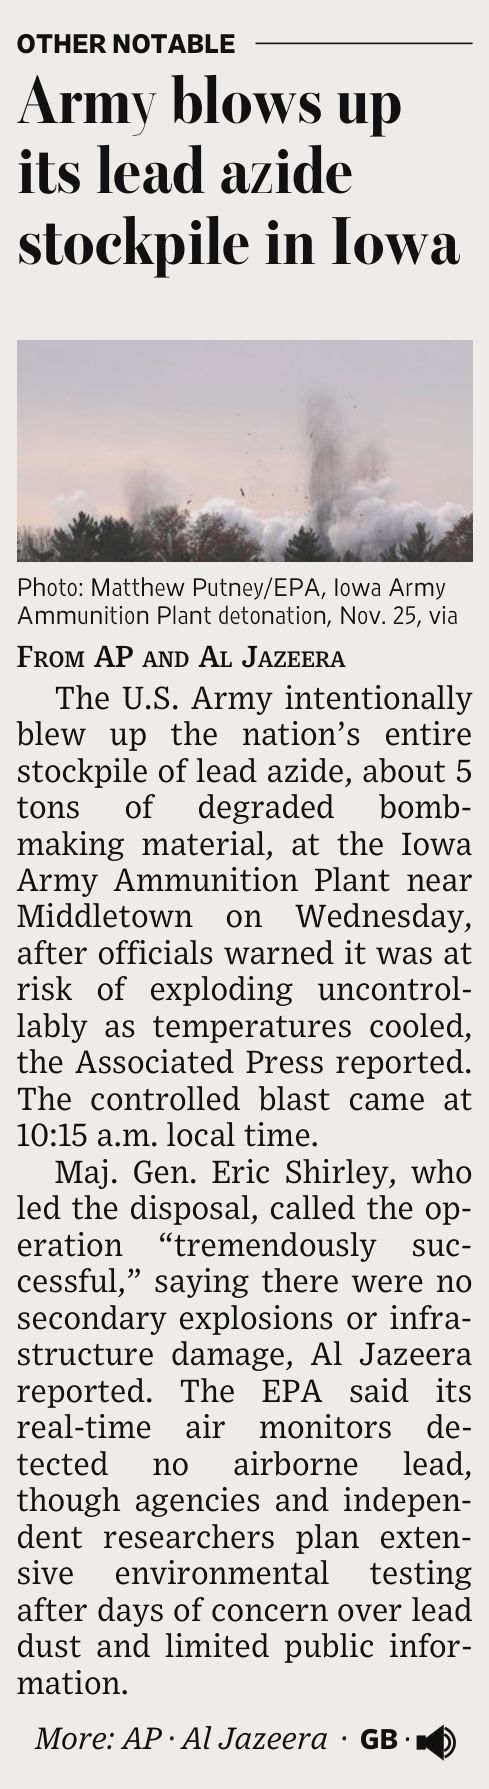 OTHER NOTABLE
Army blows up
its lead azide
stockpile in Iowa
Photo: Matthew Putney/EPA, Iowa Army
Ammunition Plant detonation, Nov. 25, via
From AP and Al Jazeera
The U.S. Army intentionally
blew up the nation’s entire
stockpile of lead azide, about 5
tons of degraded bomb-
making material, at the Iowa
Army Ammunition Plant near
Middletown on Wednesday,
after officials warned it was at
risk of exploding uncontrol-
lably as temperatures cooled,
the Associated Press reported.
The controlled blast came at
10:15 a.m. local time.
Maj. Gen. Eric Shirley, who
led the disposal, called the op-
eration “tremendously suc-
cessful,” saying there were no
secondary explosions or infra-
structure damage, Al Jazeera
reported. The EPA said its
real-time air monitors de-
tected no airborne lead,
though agencies and indepen-
dent researchers plan exten-
sive environmental testing
after days of concern over lead
dust and limited public infor-
mation.
More: AP · Al Jazeera · GB ·